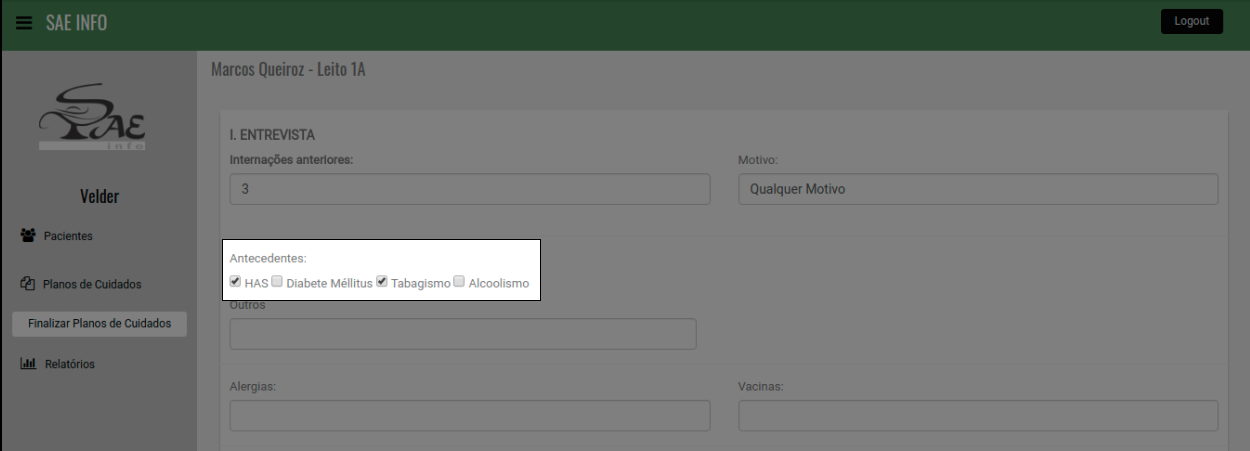 SAE INFO
Logout
Marcos Queiroz - Leito 1A
SAE
info
Velder
Pacientes
Planos de Cuidados
Finalizar Planos de Cuidados
Relatórios
I. ENTREVISTA
Internações anteriores:
3
Motivo:
Qualquer Motivo
Antecedentes:
HAS Diabete Méllitus Tabagismo Alcoolismo
Outros
Alergias:
Vacinas: